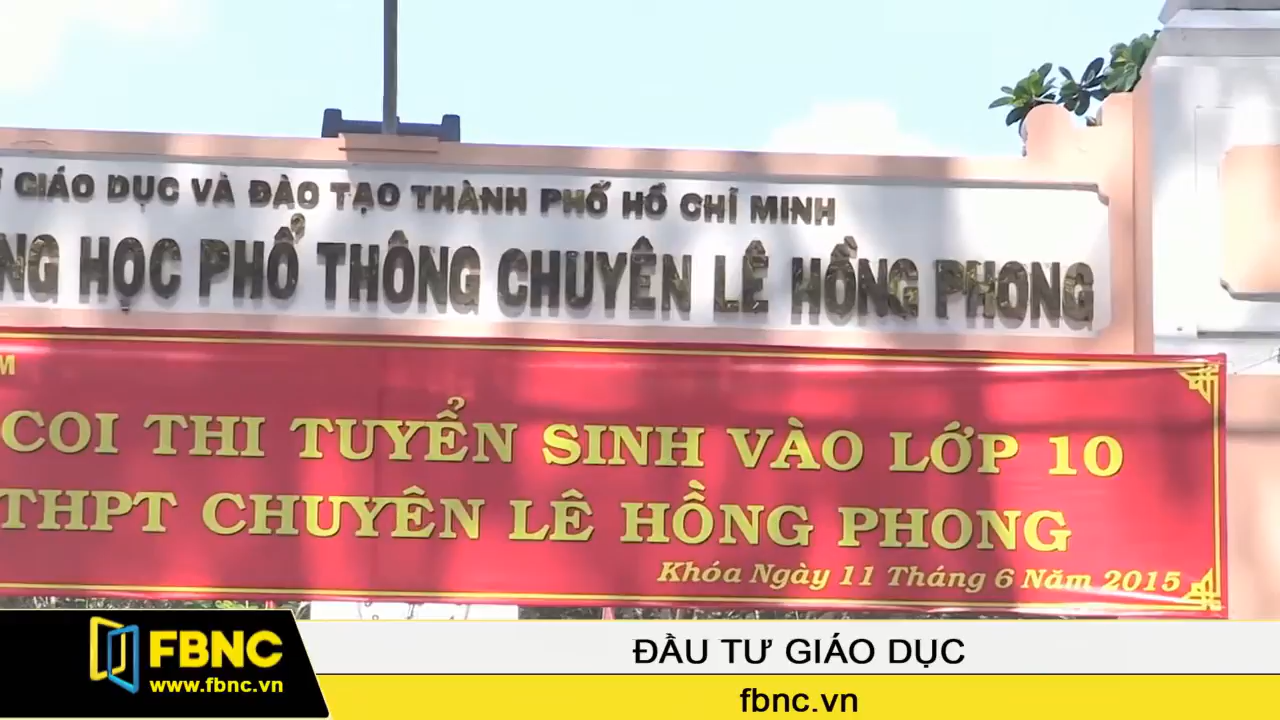 GIÁO DỤC VÀ ĐÀO TẠO THÀNH PHỐ HỒ CHÍ MINH
HỌC PHỔ THÔNG CHUYÊN LÊ HỒNG PHONG
COI THI TUYỂN SINH VÀO LỚP 10
THPT CHUYÊN LÊ HỒNG PHONG
Khóa Ngày 11 Tháng 6 Năm 2015
FBNC
www.fbnc.vn
ĐẦU TƯ GIÁO DỤC
fbnc.vn